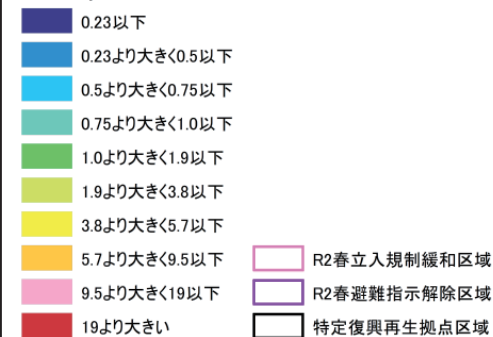 0.23以下
0.23より大きく0.5以下
0.5より大きく0.75以下
0.75より大きく1.0以下
1.0より大きく1.9以下
1.9より大きく3.8以下
3.8より大きく5.7以下
5.7より大きく9.5以下
9.5より大きく19以下
19より大きい
R2春立入規制緩和区域
R2春避難指示解除区域
特定復興再生拠点区域